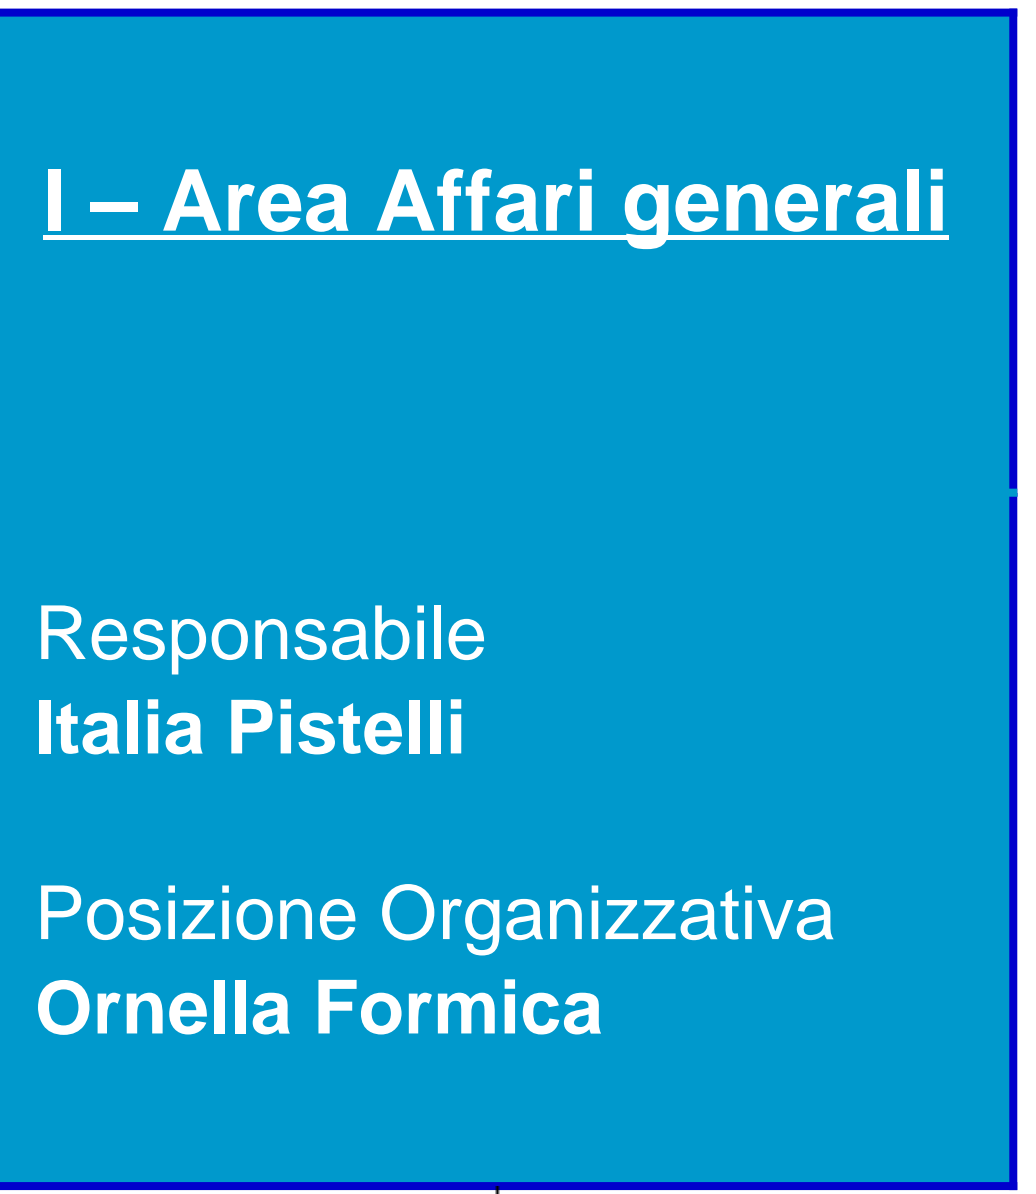 I – Area Affari generali
Responsabile
Italia Pistelli
Posizione Organizzativa
Ornella Formica